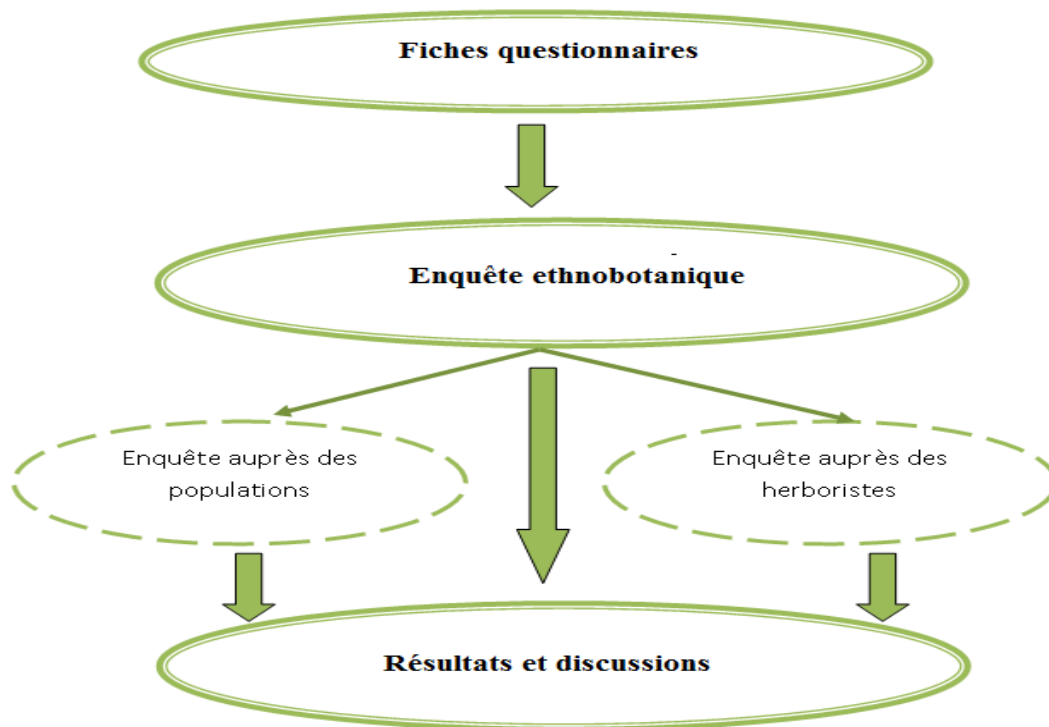 Fiches questionnaires
Enquête ethnobotanique
Enquête auprès des
populations
Enquête auprès des
herboristes
Résultats et discussions